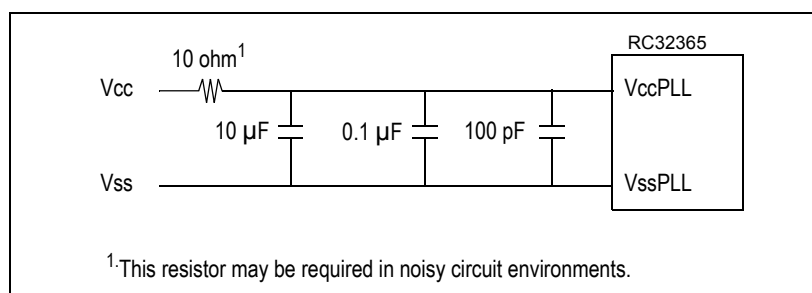 RC32365
10 ohm1
Vcc
VccPLL
10 µF
0.1 µF
100 pF
Vss
VssPLL
1.This resistor may be required in noisy circuit environments.